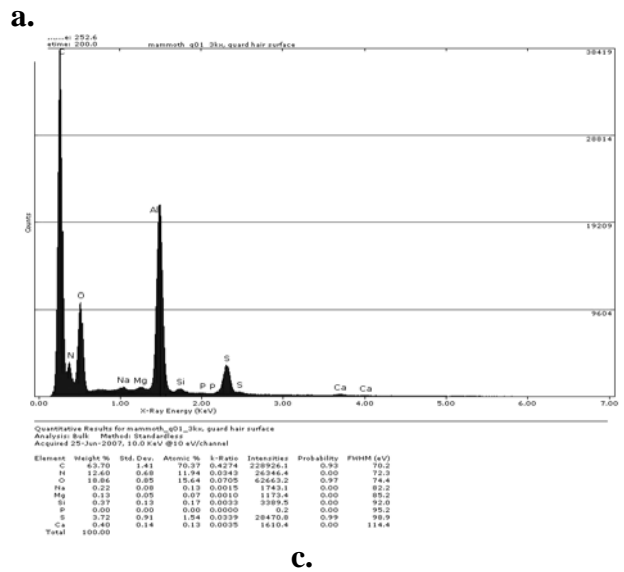 a.
......e: 252.6
etime: 200.0 mammoth_g01_3kx, guard hair surface
38419
28814
19209
9604
Counts
C
N
O
Na
Mg
Al
Si
P
P
S
S
Ca
Ca
0.00 1.00 2.00 3.00 4.00 5.00 6.00 7.00
X-Ray Energy (KeV)
Quantitative Results for mammoth_g01_3kx, guard hair surface
Analysis: Bulk Method: Standardless
Acquired 25-Jun-2007, 10.0 KeV @10 eV/channel
Element Weight % Std. Dev. Atomic % k-Ratio Intensities Probability FWHM (eV)
C 63.70 1.41 70.37 0.4274 228926.1 0.93 70.2
N 12.60 0.68 11.94 0.0343 26346.4 0.00 72.3
O 18.86 0.85 15.64 0.0705 62663.2 0.97 74.4
Na 0.22 0.08 0.13 0.0015 1743.1 0.00 82.2
Mg 0.13 0.05 0.07 0.0010 1173.4 0.00 85.2
Si 0.37 0.13 0.17 0.0033 3389.5 0.00 92.0
P 0.00 0.00 0.00 0.0000 0.2 0.00 95.2
S 3.72 0.91 1.54 0.0339 28470.8 0.99 98.9
Ca 0.40 0.14 0.13 0.0035 1610.4 0.00 114.4
Total 100.00
c.